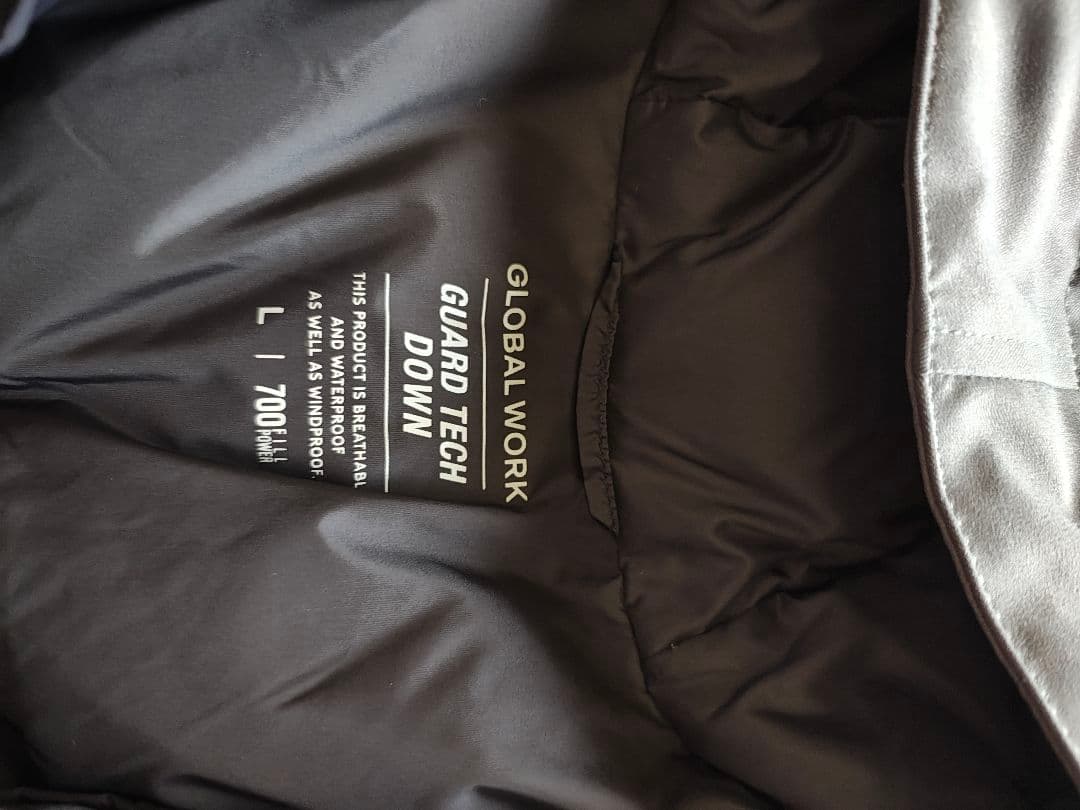 GLOBAL WORK
GUARD TECH
DOWN
THIS PRODUCT IS BREATHABL
AND WATERPROOF
AS WELL AS WINDPROOF.
L | 700 FILL
POWER